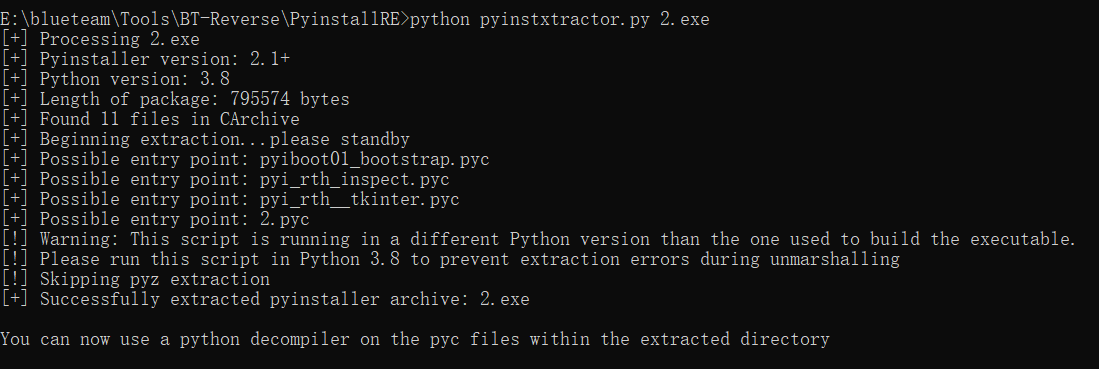 E:\blueteam\Tools\BT-Reverse\PyinstallRE>python pyinstxtractor.py 2.exe
[+] Processing 2.exe
[+] Pyinstaller version: 2.1+
[+] Python version: 3.8
[+] Length of package: 795574 bytes
[+] Found 11 files in CArchive
[+] Beginning extraction...please standby
[+] Possible entry point: pyiboot01_bootstrap.pyc
[+] Possible entry point: pyi_rth_inspect.pyc
[+] Possible entry point: pyi_rth__tkinter.pyc
[+] Possible entry point: 2.pyc
[!] Warning: This script is running in a different Python version than the one used to build the executable.
[!] Please run this script in Python 3.8 to prevent extraction errors during unmarshalling
[!] Skipping pyz extraction
[+] Successfully extracted pyinstaller archive: 2.exe
You can now use a python decompiler on the pyc files within the extracted directory